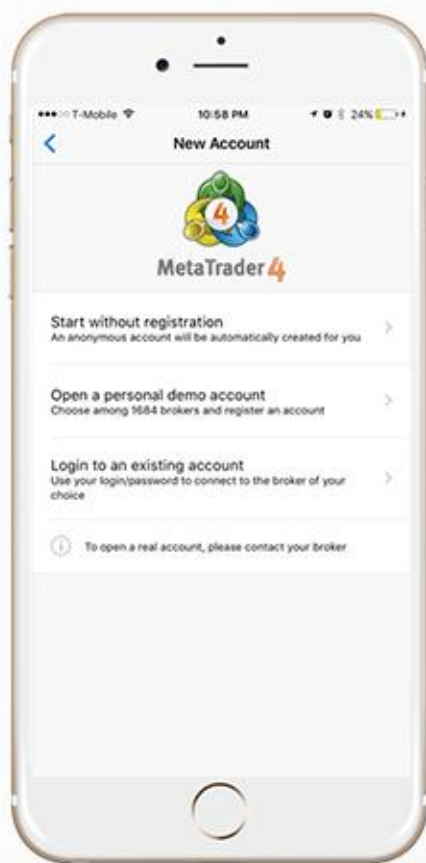 T-Mobile 10:58 PM 24%
New Account
4
MetaTrader 4
Start without registration
An anonymous account will be automatically created for you
Open a personal demo account
Choose among 1684 brokers and register an account
Login to an existing account
Use your login/password to connect to the broker of your
choice
To open a real account, please contact your broker